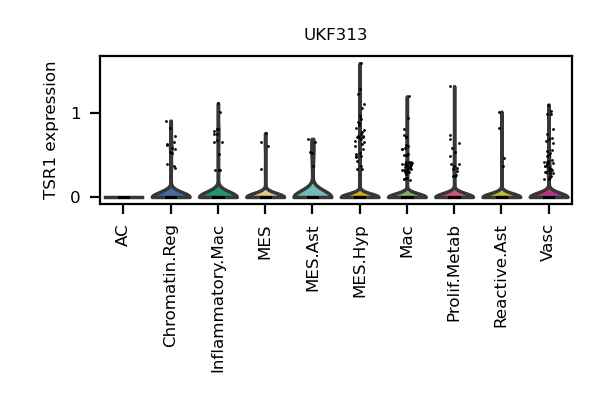 UKF313
TSR1 expression
1
0
AC
Chromatin.Reg
Inflammatory.Mac
MES
MES.Ast
MES.Hyp
Mac
Prolif.Metab
Reactive.Ast
Vasc